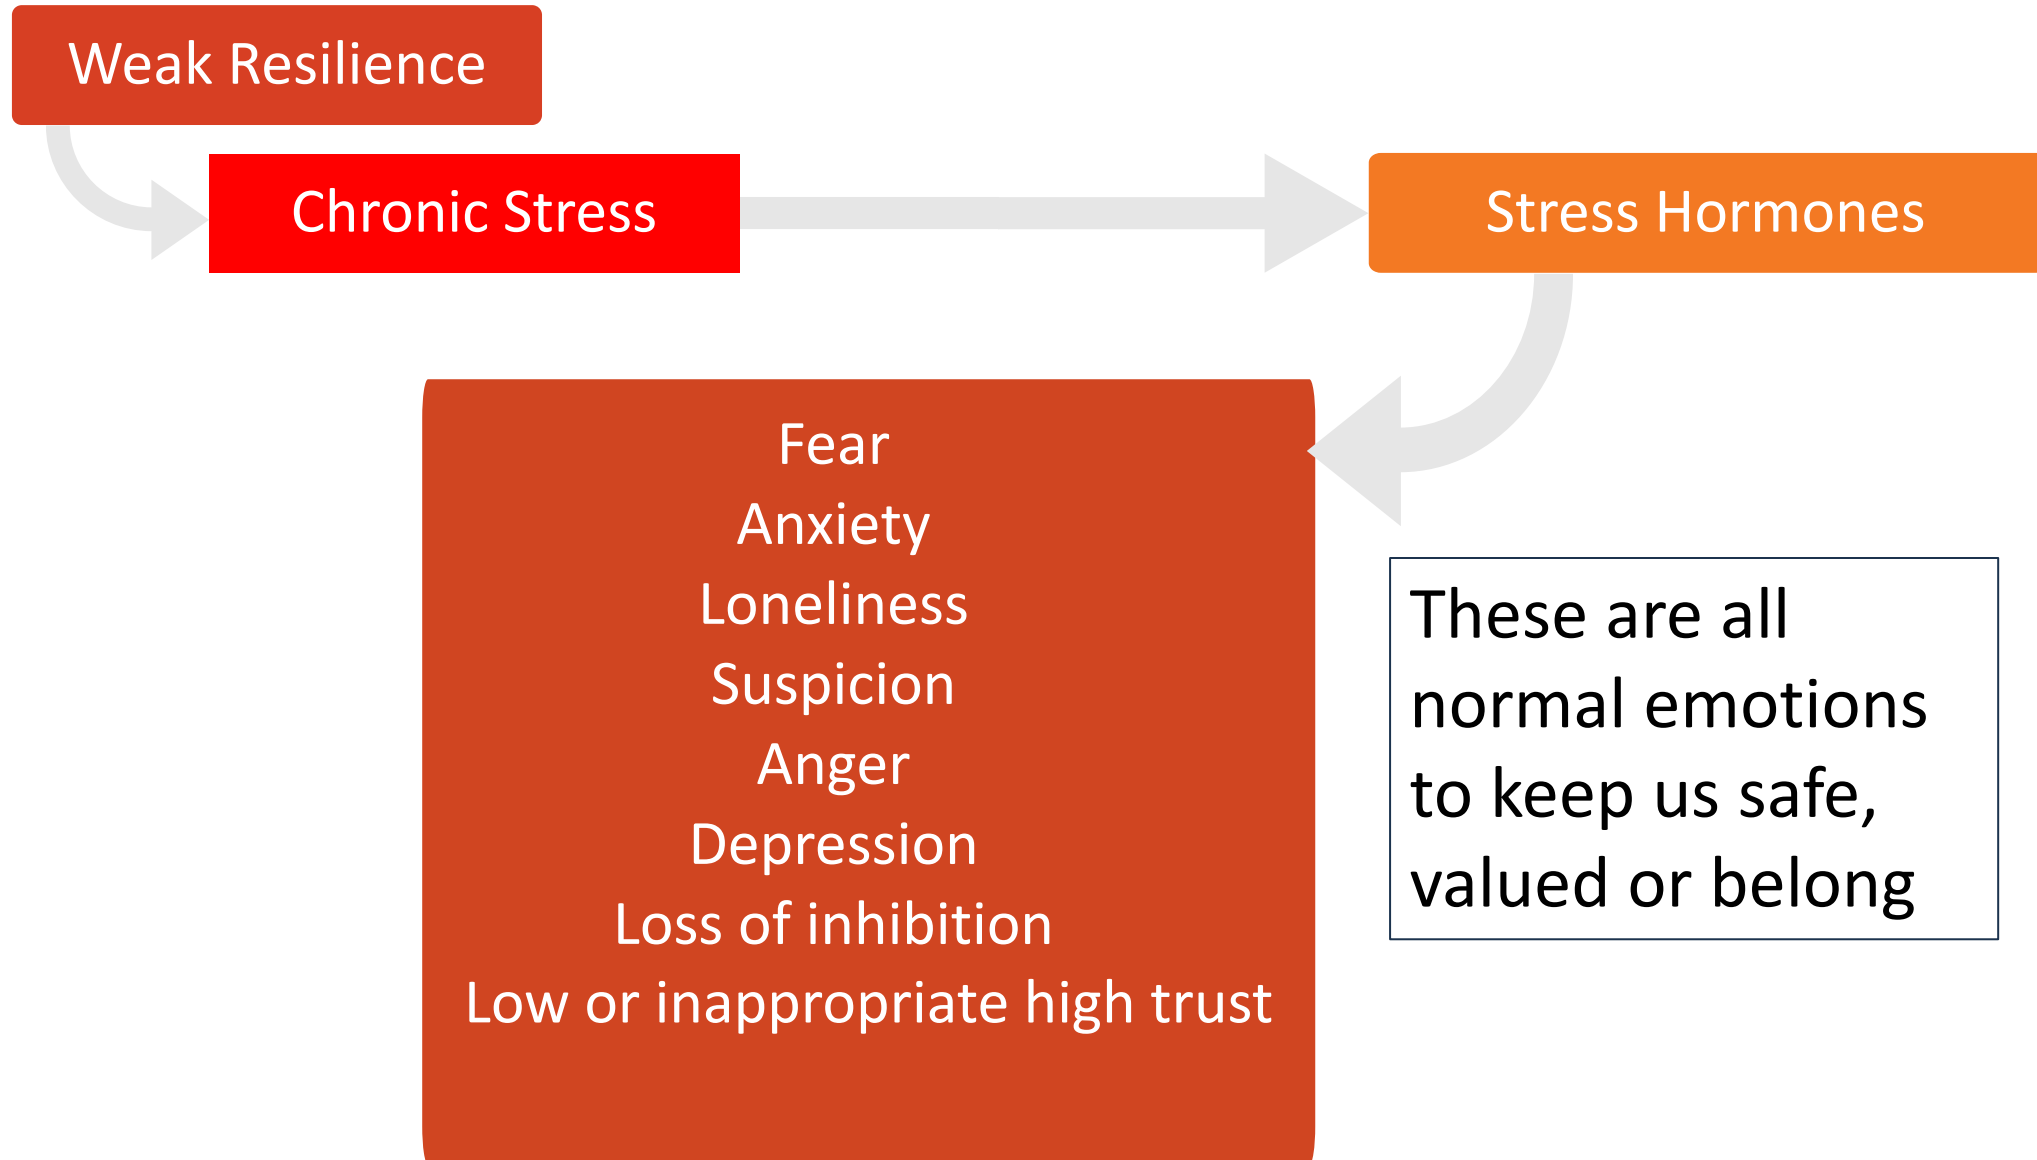 Weak Resilience
Chronic Stress
Stress Hormones
Fear
Anxiety
Loneliness
Suspicion
Anger
Depression
Loss of inhibition
Low or inappropriate high trust
These are all
normal emotions
to keep us safe,
valued or belong